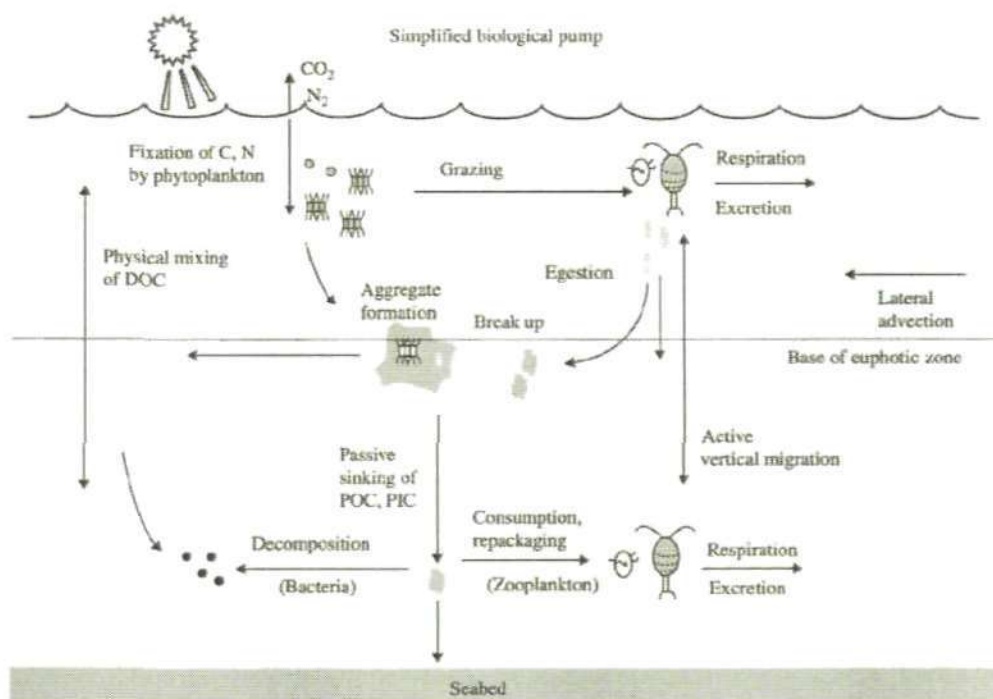 Simplified biological pump
CO2
N2
Fixation of C, N
by phytoplankton
Grazing
Respiration
Excretion
Physical mixing
of DOC
Egestion
Aggregate
formation
Break up
Lateral
advection
Base of euphotic zone
Active
vertical migration
Passive
sinking of
POC, PIC
Consumption,
repackaging
Decomposition
(Bacteria)
(Zooplankton)
Respiration
Excretion
Seabed